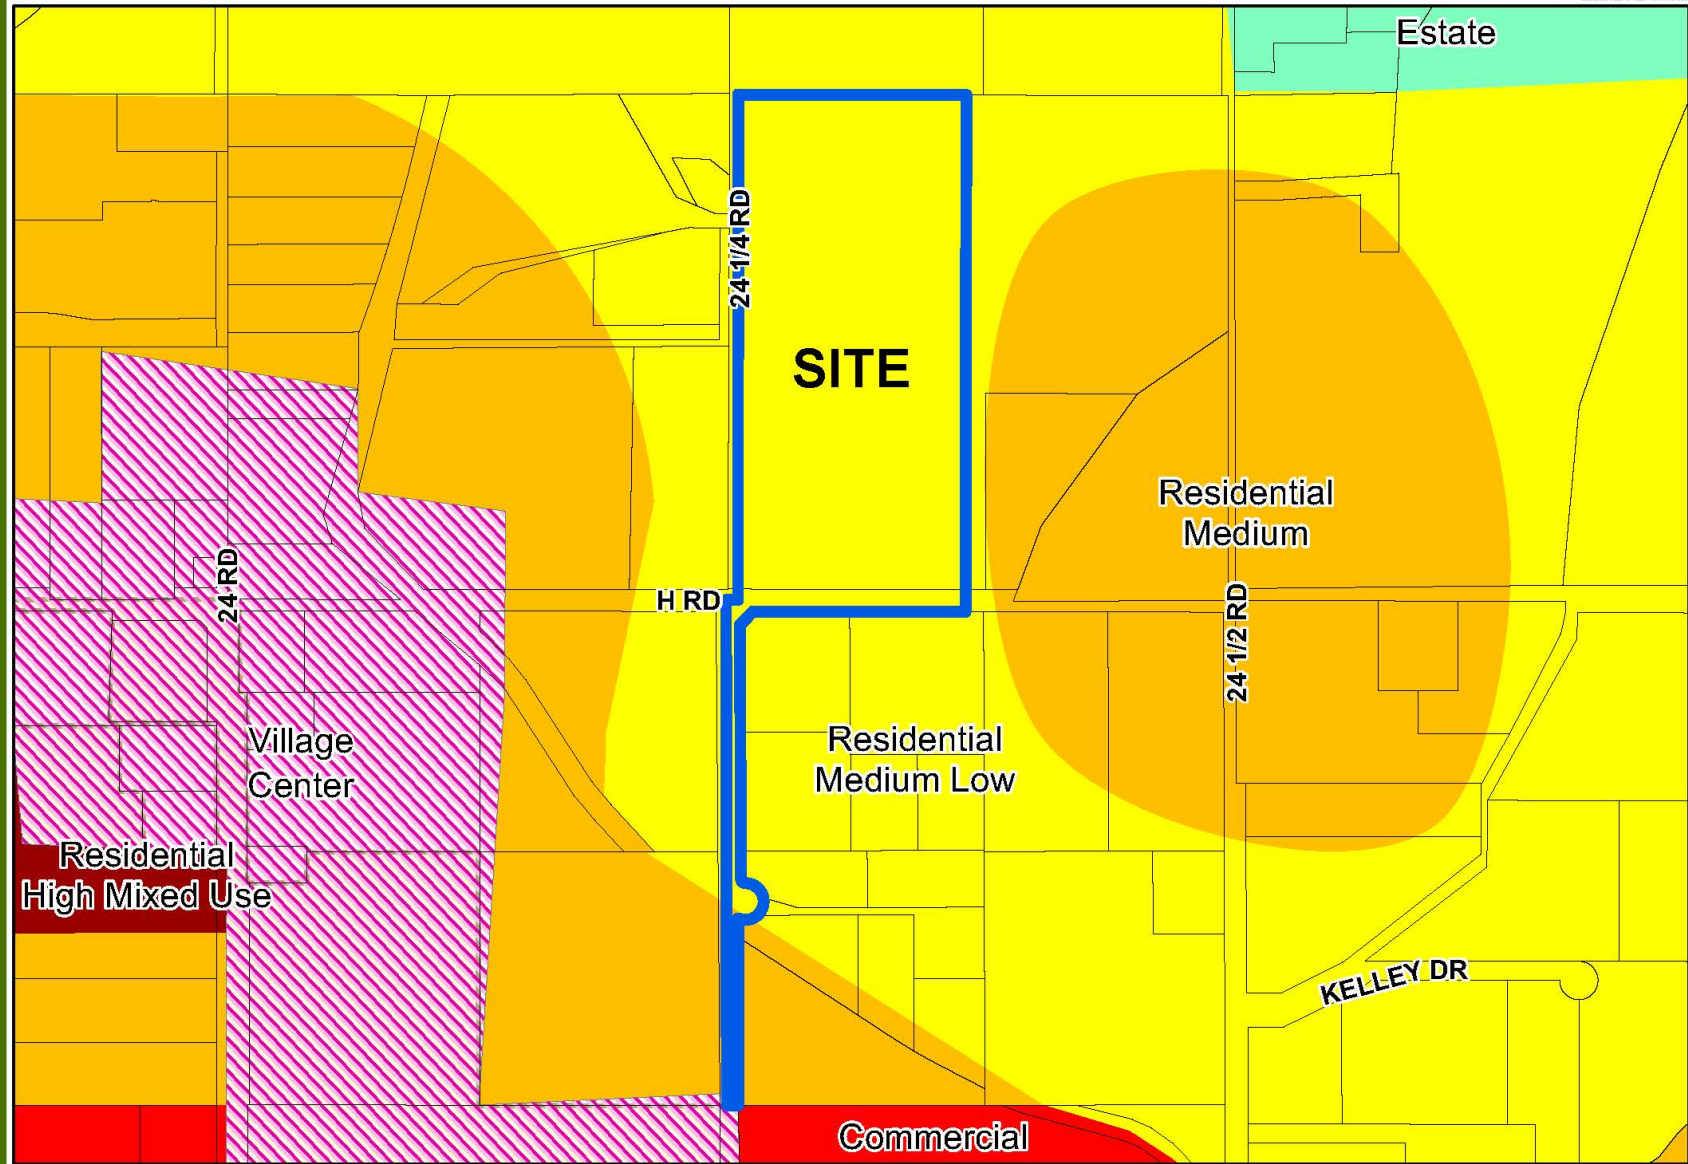 Estate
24 1/4 RD
SITE
Residential
Medium
24 RD
H RD
24 1/2 RD
Village
Center
Residential
Medium Low
Residential
High Mixed Use
KELLEY DR
Commercial